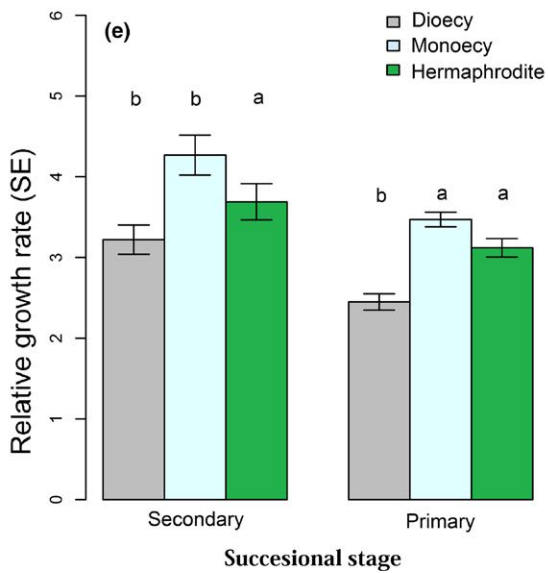 (e)
Dioecy
Monoecy
Hermaphrodite
Relative growth rate (SE)
6
5
4
3
2
1
0
b b a
b a a
Secondary Primary
Succesional stage